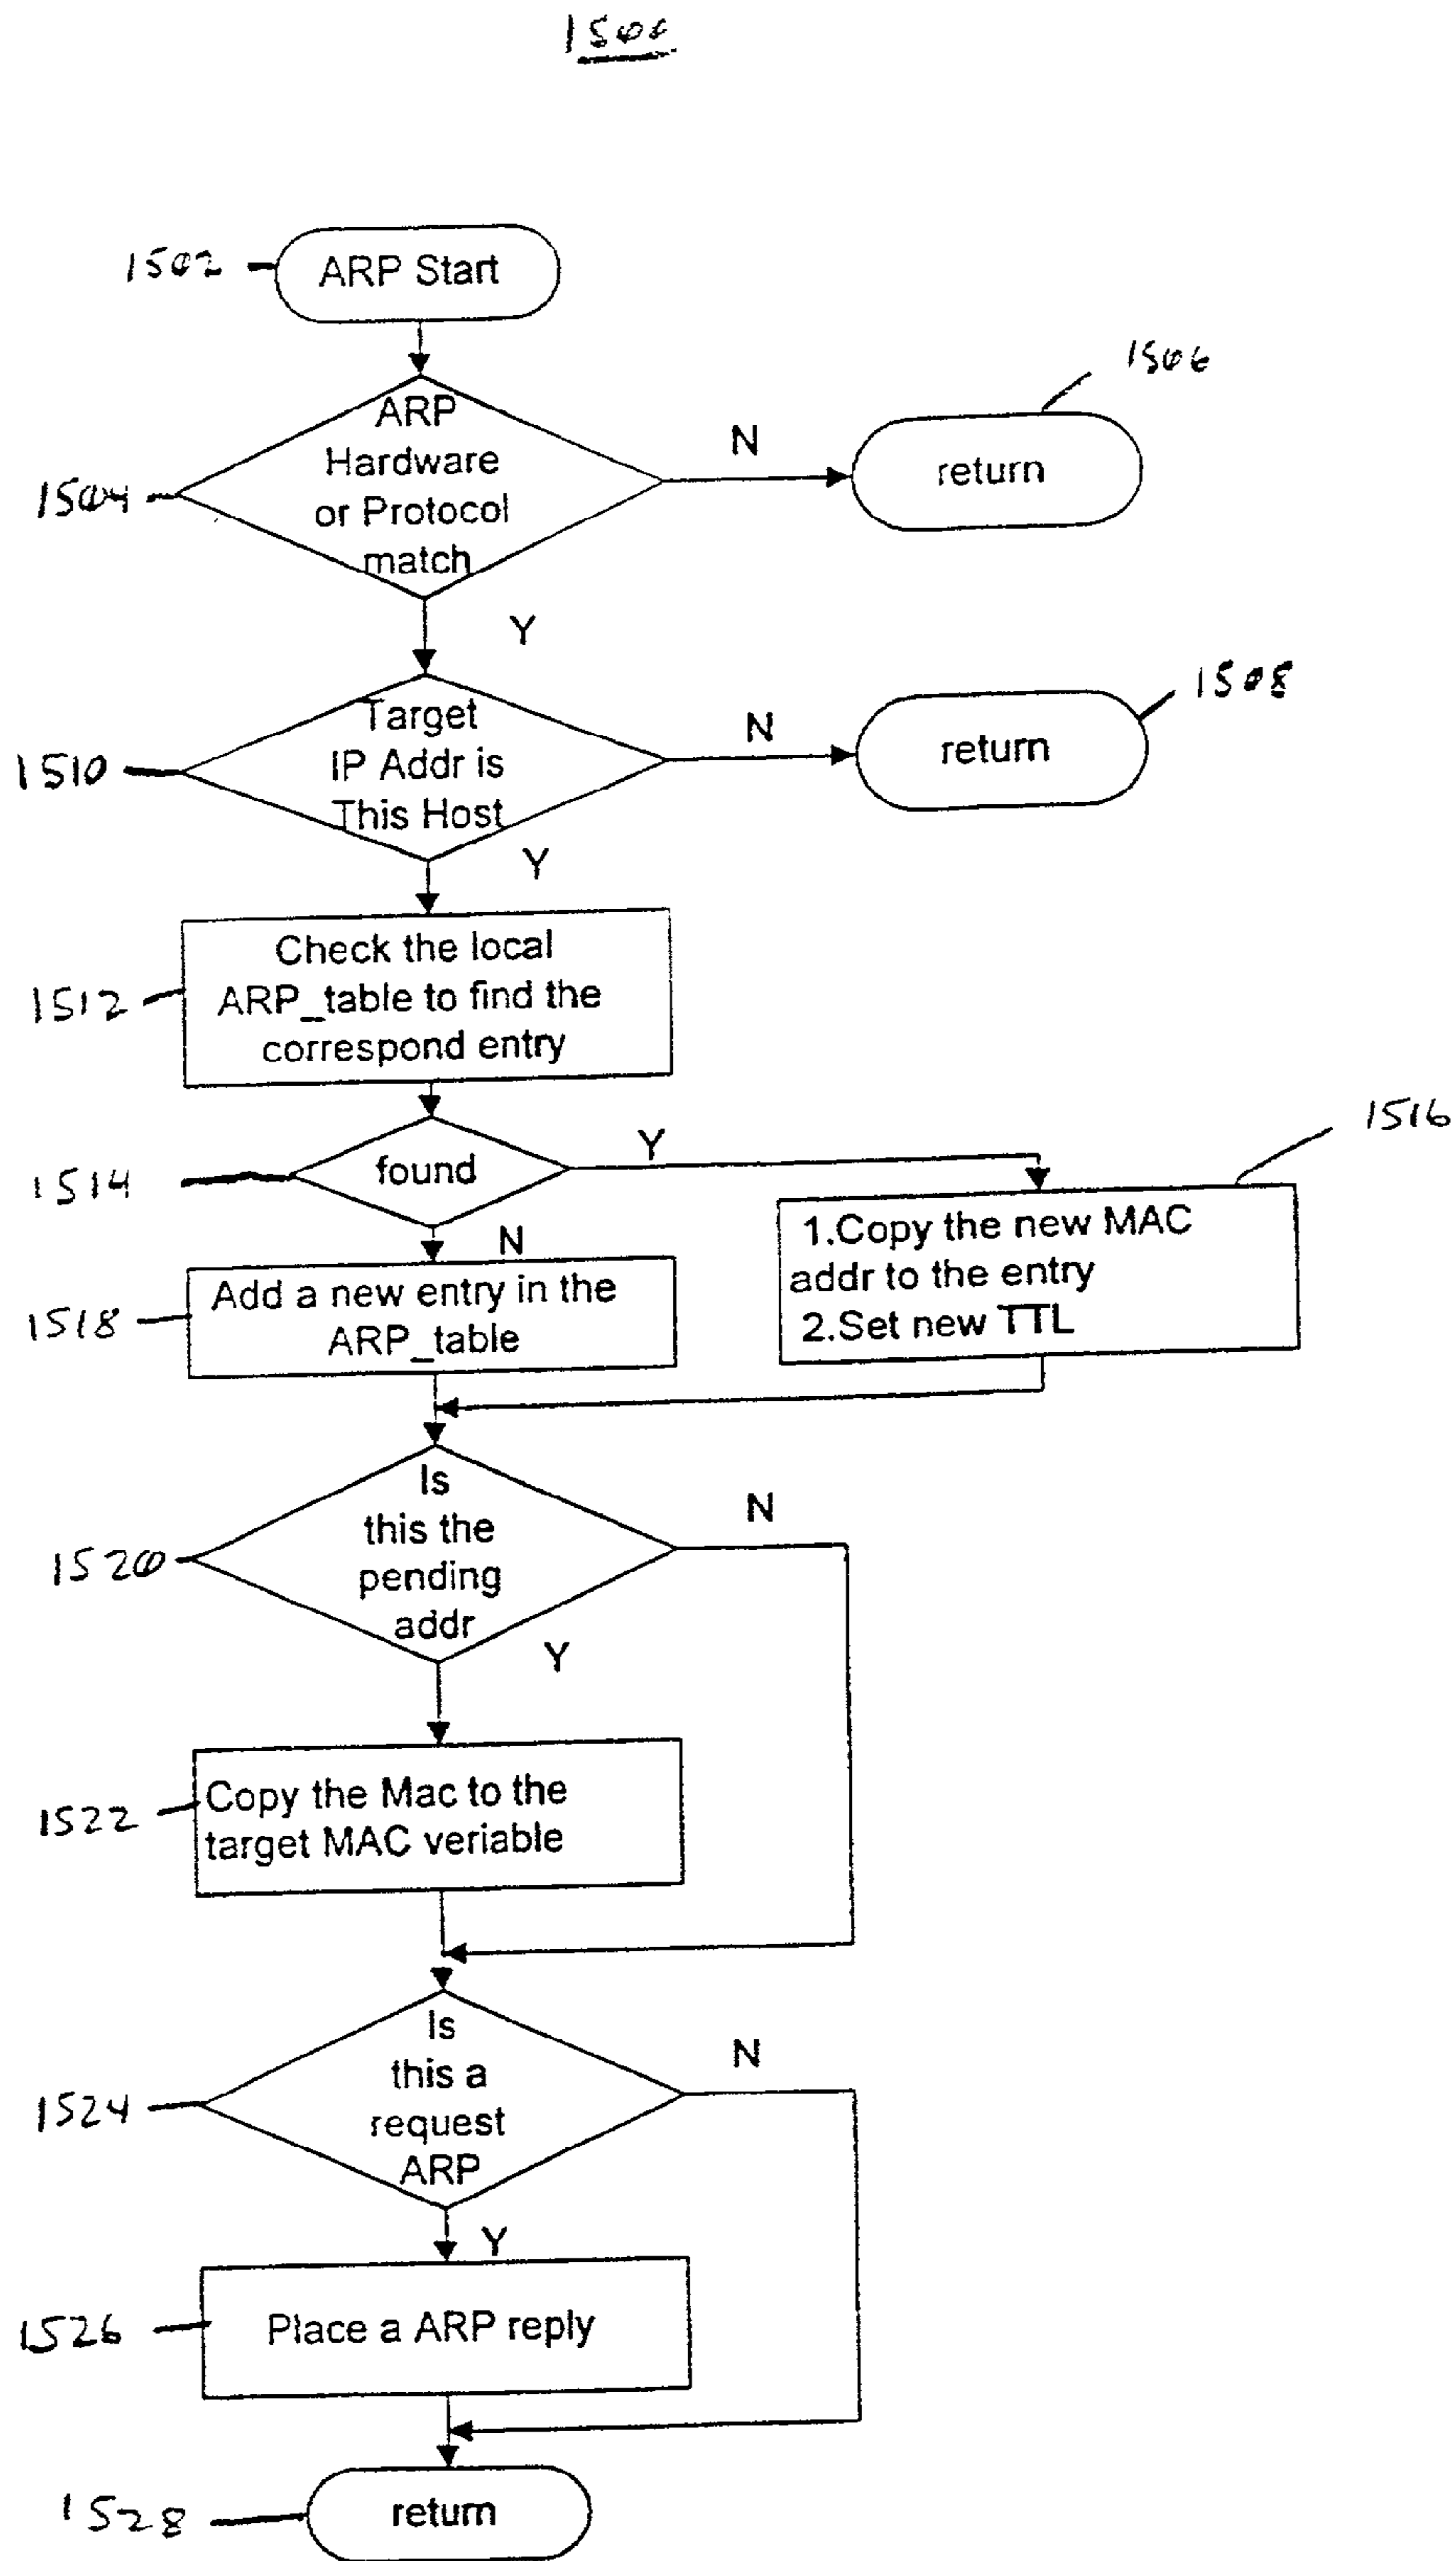 1500
1502
ARP Start
1504
ARP
Hardware
or Protocol
match
N
1506
return
Y
1510
Target
IP Addr is
This Host
N
1508
return
Y
1512
Check the local
ARP_table to find the
correspond entry
1514
found
Y
1516
1.Copy the new MAC
addr to the entry
2.Set new TTL
N
1518
Add a new entry in the
ARP_table
1520
Is
this the
pending
addr
N
Y
1522
Copy the Mac to the
target MAC veriable
1524
Is
this a
request
ARP
N
Y
1526
Place a ARP reply
1528
return